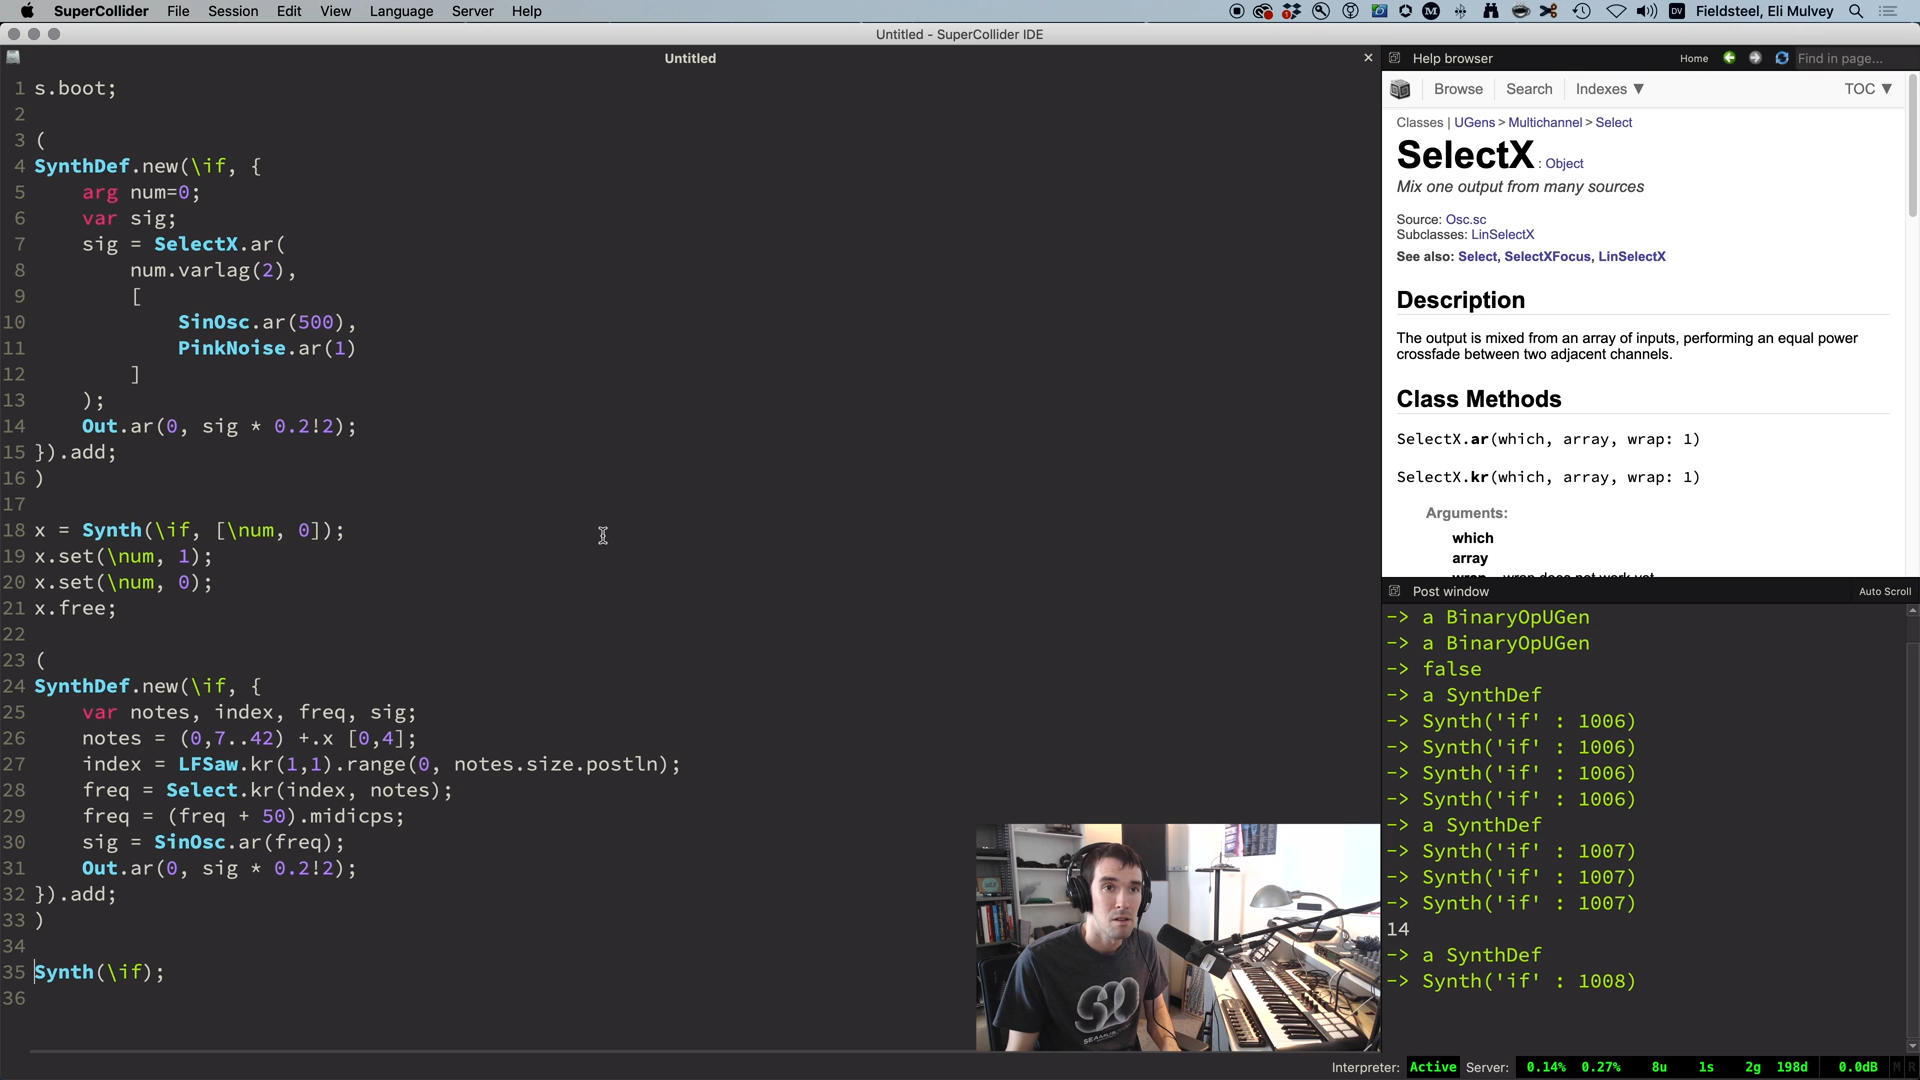 SuperCollider File Session Edit View Language Server Help
Fieldsteel, Eli Mulvey
Untitled - SuperCollider IDE
Untitled
1 s.boot;
2
3 (
4 SynthDef.new(\if, {
5 arg num=0;
6 var sig;
7 sig = SelectX.ar(
8 num.varlag(2),
9 [
10 SinOsc.ar(500),
11 PinkNoise.ar(1)
12 ]
13 );
14 Out.ar(0, sig * 0.2!2);
15 }).add;
16 )
17
18 x = Synth(\if, [\num, 0]);
19 x.set(\num, 1);
20 x.set(\num, 0);
21 x.free;
22
23 (
24 SynthDef.new(\if, {
25 var notes, index, freq, sig;
26 notes = (0,7..42) +.x [0,4];
27 index = LFSaw.kr(1,1).range(0, notes.size.postln);
28 freq = Select.kr(index, notes);
29 freq = (freq + 50).midicps;
30 sig = SinOsc.ar(freq);
31 Out.ar(0, sig * 0.2!2);
32 }).add;
33 )
34
35 Synth(\if);
36
Help browser Home Find in page...
Browse Search Indexes ▼ TOC ▼
Classes | UGens > Multichannel > Select
SelectX : Object
Mix one output from many sources
Source: Osc.sc
Subclasses: LinSelectX
See also: Select, SelectXFocus, LinSelectX
Description
The output is mixed from an array of inputs, performing an equal power
crossfade between two adjacent channels.
Class Methods
SelectX.ar(which, array, wrap: 1)
SelectX.kr(which, array, wrap: 1)
Arguments:
which
array
Post window Auto Scroll
-> a BinaryOpUGen
-> a BinaryOpUGen
-> false
-> a SynthDef
-> Synth('if' : 1006)
-> Synth('if' : 1006)
-> Synth('if' : 1006)
-> Synth('if' : 1006)
-> a SynthDef
-> Synth('if' : 1007)
-> Synth('if' : 1007)
-> Synth('if' : 1007)
14
-> a SynthDef
-> Synth('if' : 1008)
Interpreter: Active Server: 0.14% 0.27% 8u 1s 2g 198d 0.0dB M R